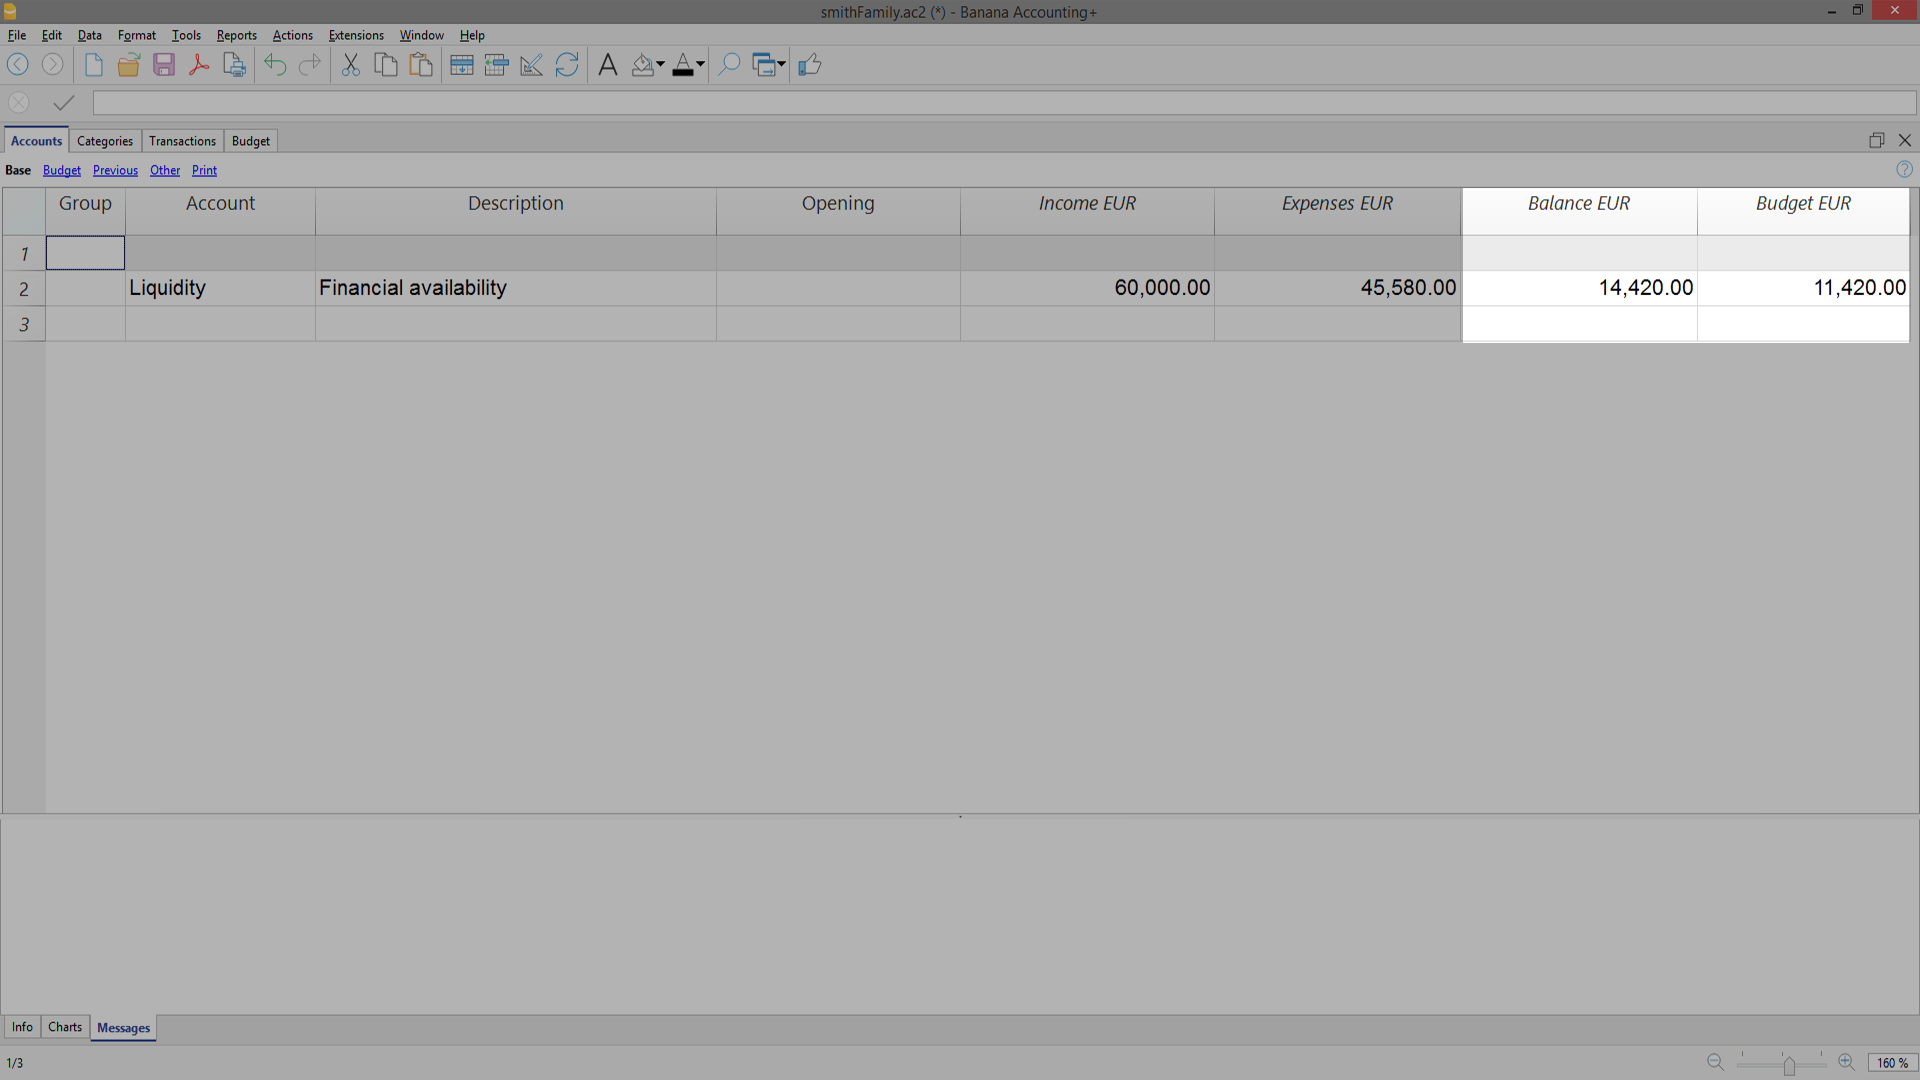 smithFamily.ac2 (*) - Banana Accounting+
File Edit Data Format Tools Reports Actions Extensions Window Help
Accounts Categories Transactions Budget
Base Budget Previous Other Print
Group Account Description Opening Income EUR Expenses EUR Balance EUR Budget EUR
1
2 Liquidity Financial availability 60,000.00 45,580.00 14,420.00 11,420.00
3
Info Charts Messages
1/3 160 %